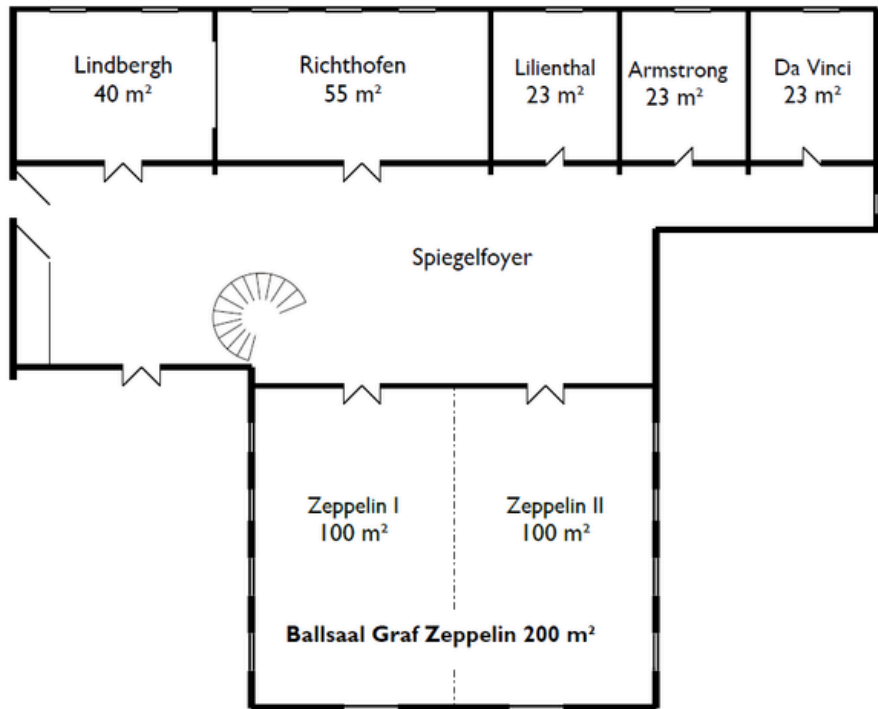 Lindbergh
40 m²
Richthofen
55 m²
Lilienthal
23 m²
Armstrong
23 m²
Da Vinci
23 m²
Spiegelfoyer
Zeppelin I
100 m²
Zeppelin II
100 m²
Ballsaal Graf Zeppelin 200 m²